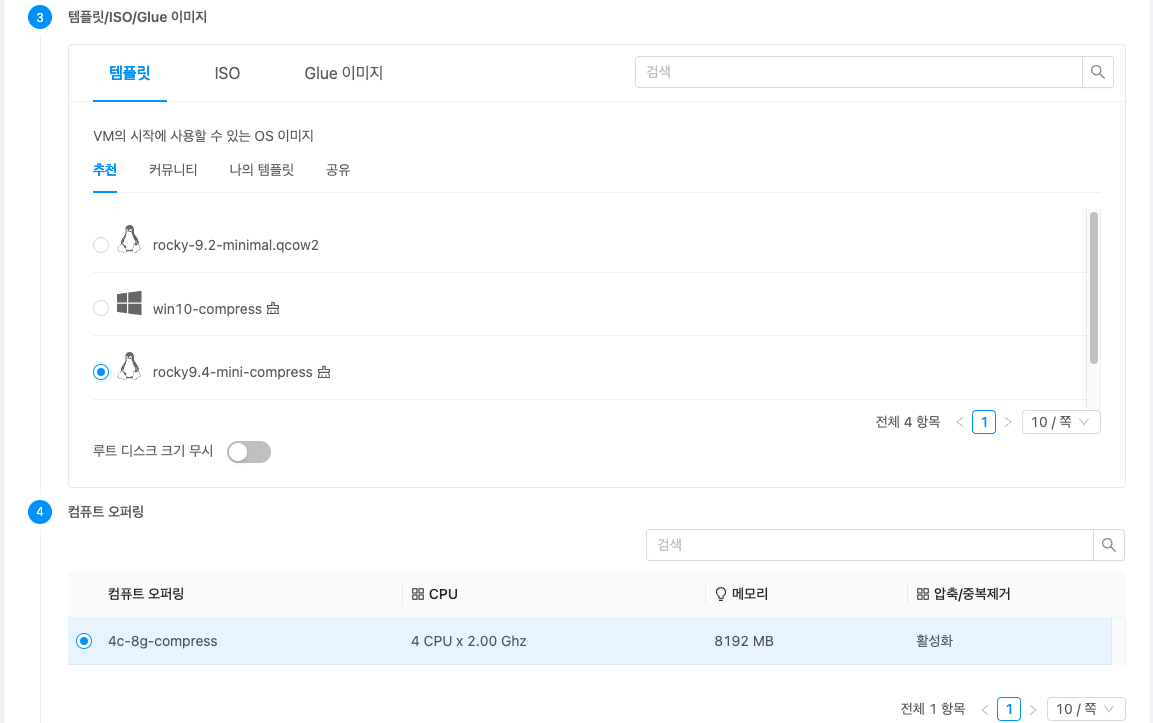 3 템플릿/ISO/Glue 이미지
템플릿 ISO Glue 이미지 검색
VM의 시작에 사용할 수 있는 OS 이미지
추천 커뮤니티 나의 템플릿 공유
rocky-9.2-minimal.qcow2
win10-compress
rocky9.4-mini-compress
전체 4 항목 < 1 > 10 / 쪽
루트 디스크 크기 무시
4 컴퓨트 오퍼링
검색
컴퓨트 오퍼링 CPU 메모리 압축/중복제거
4c-8g-compress 4 CPU x 2.00 Ghz 8192 MB 활성화
전체 1 항목 < 1 > 10 / 쪽